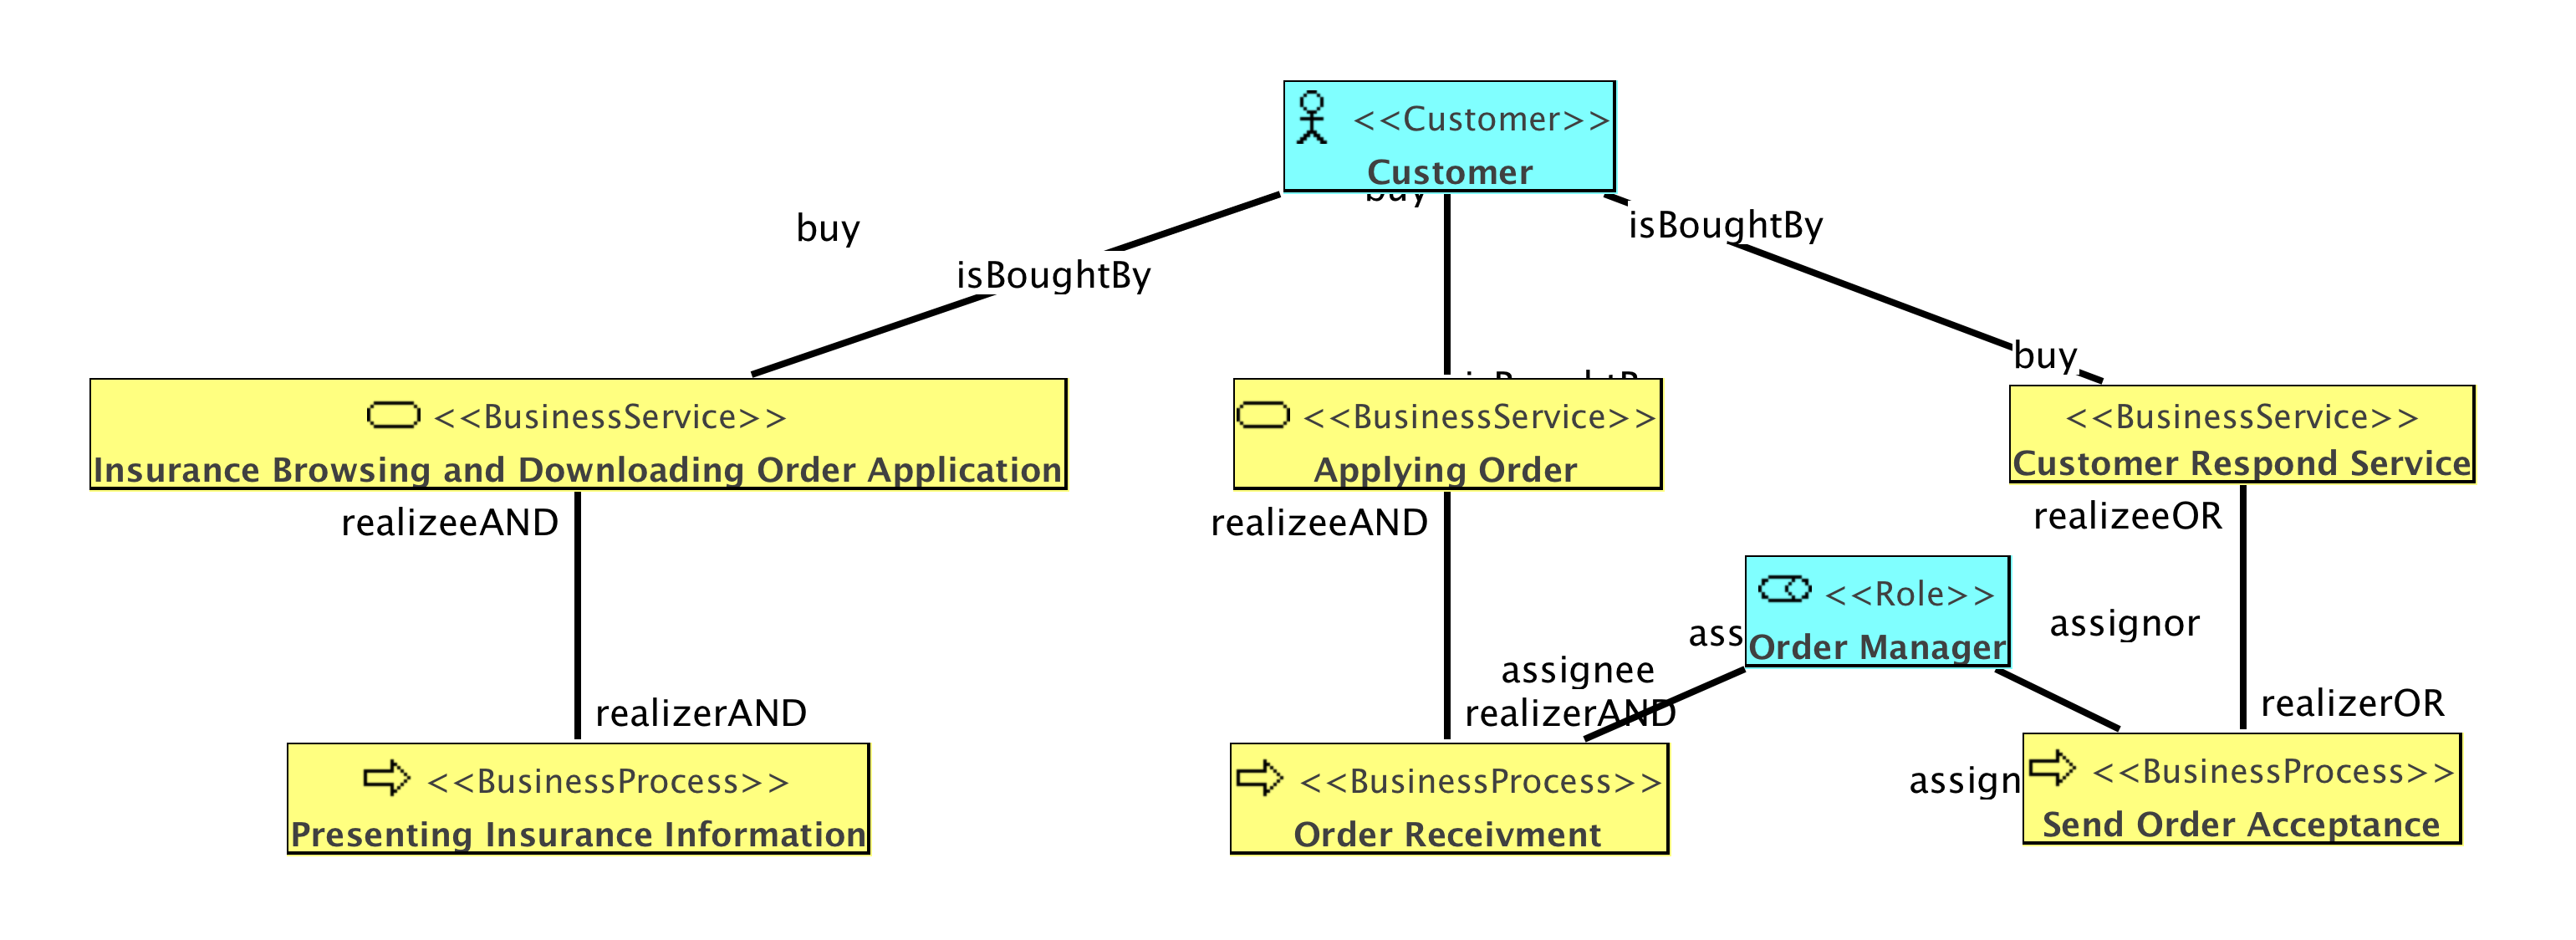 <<Customer>>
Customer
buy
buy
isBoughtBy
isBoughtBy
buy
<<BusinessService>>
Insurance Browsing and Downloading Order Application
<<BusinessService>>
Applying Order
<<BusinessService>>
Customer Respond Service
realizeeAND
realizeeAND
realizeeOR
<<Role>>
Order Manager
ass
assignor
assignee
realizerAND
realizerAND
realizerOR
<<BusinessProcess>>
Presenting Insurance Information
<<BusinessProcess>>
Order Receivment
assign
<<BusinessProcess>>
Send Order Acceptance